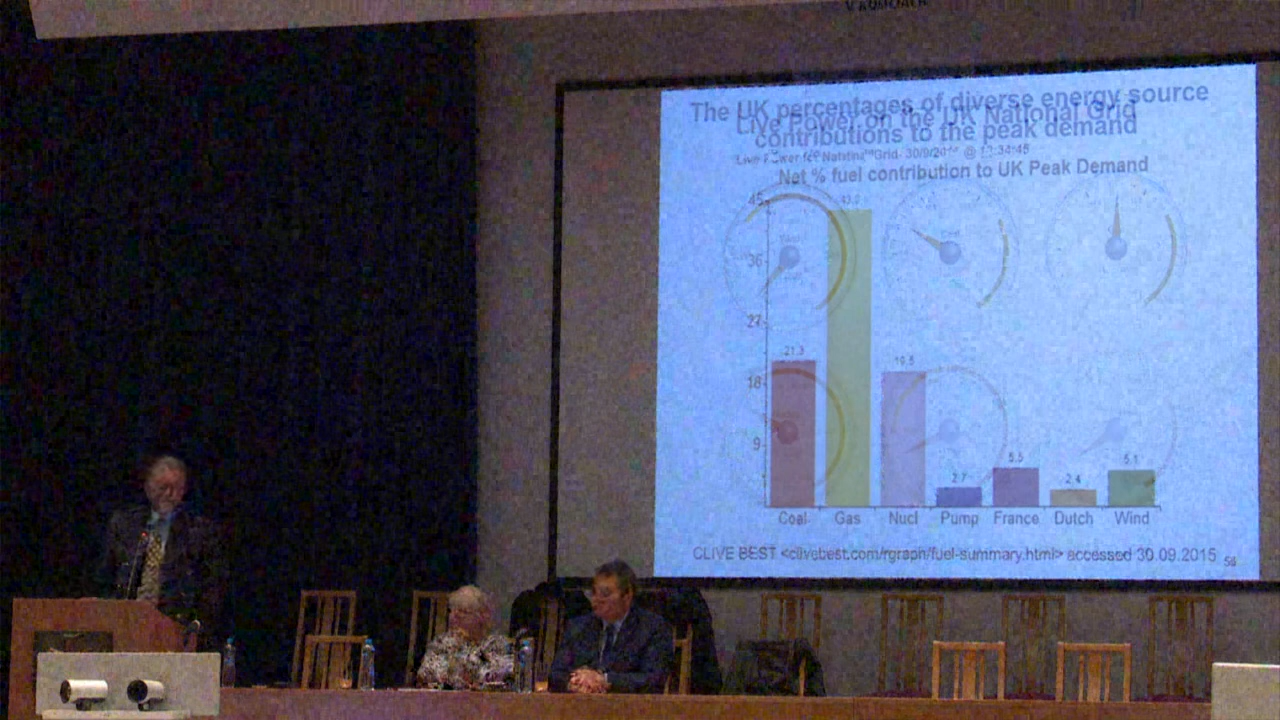 The UK percentages of diverse energy source
Live Power on the UK National Grid
contributions to the peak demand
Net % fuel contribution to UK Peak Demand
45
36
27
18
9
21.3
2.7
5.5
2.4
5.1
Coal Gas Nucl Pump France Dutch Wind
CLIVE BEST <clivebest.com/rgraph/fuel-summary.html> accessed 30.09.2015
56